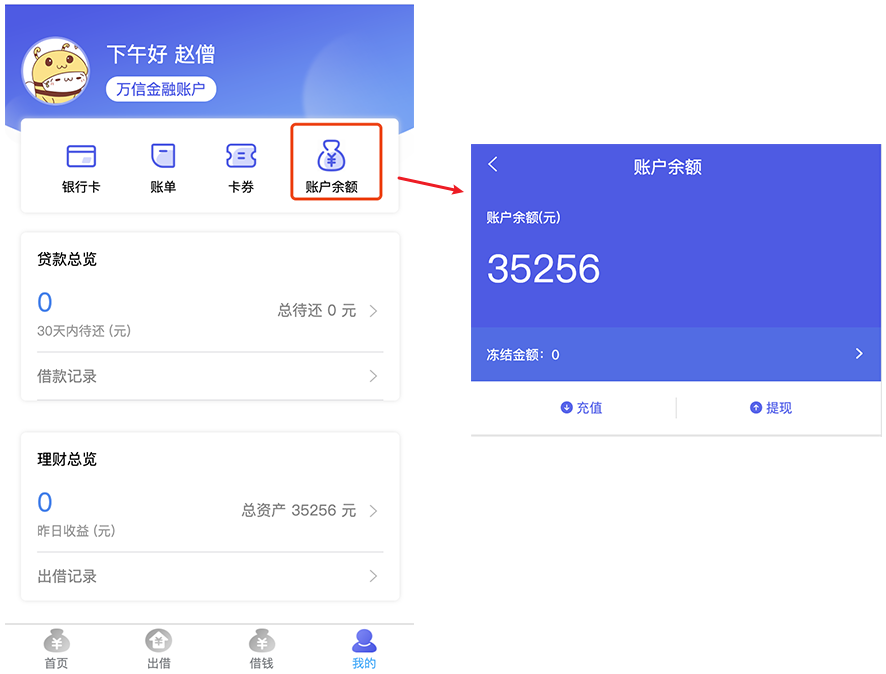 下午好 赵僧
万信金融账户
银行卡
账单
卡券
账户余额
贷款总览
0
总待还 0 元
30天内待还 (元)
借款记录
理财总览
0
总资产 35256 元
昨日收益 (元)
出借记录
首页
出借
借钱
我的
账户余额
账户余额(元)
35256
冻结金额：0
充值
提现